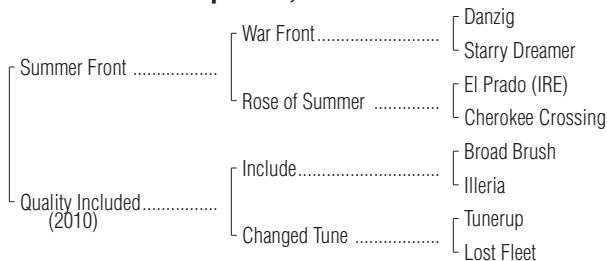 Danzig
War Front
Starry Dreamer
Summer Front
El Prado (IRE)
Rose of Summer
Cherokee Crossing
Broad Brush
Include
Illeria
Quality Included
(2010)
Tunerup
Changed Tune
Lost Fleet